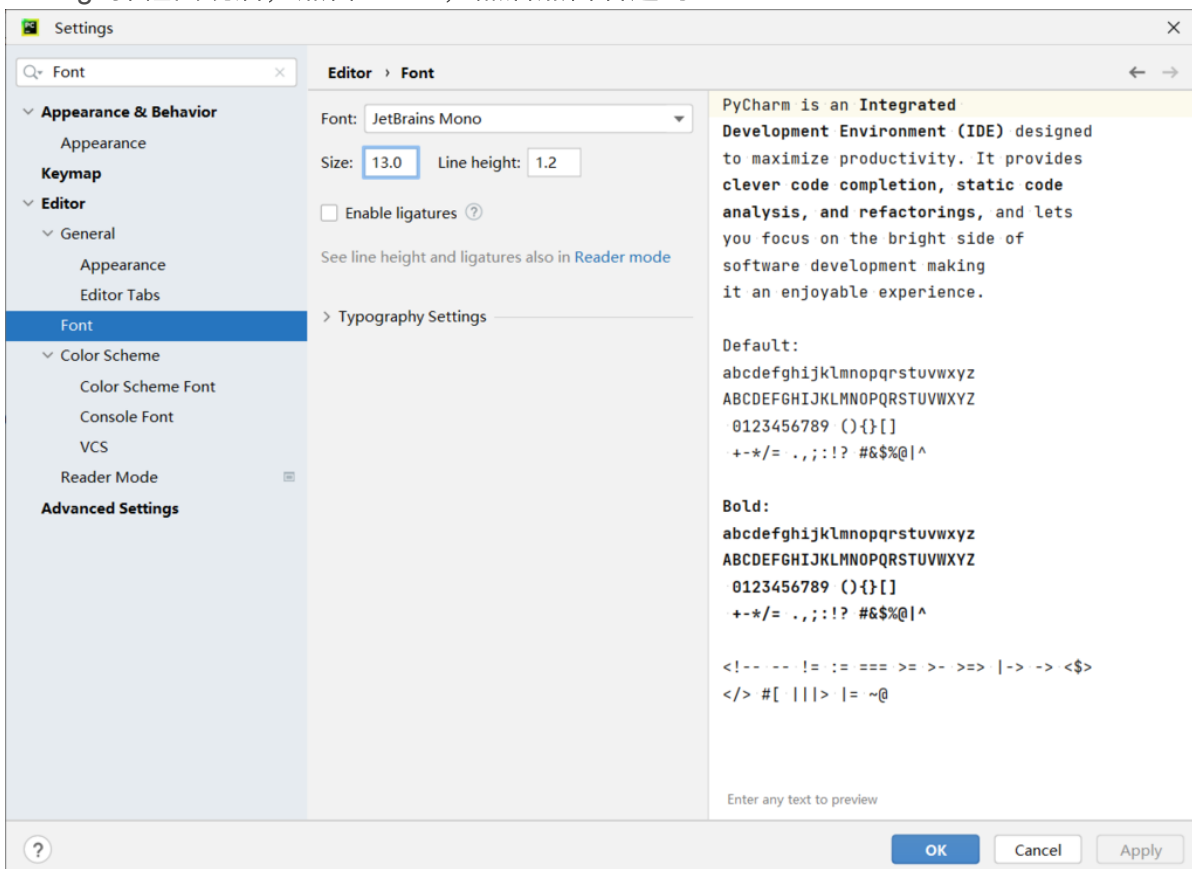 Settings
Font
Appearance & Behavior
Appearance
Keymap
Editor
General
Appearance
Editor Tabs
Font
Color Scheme
Color Scheme Font
Console Font
VCS
Reader Mode
Advanced Settings
Editor › Font
Font: JetBrains Mono
Size: 13.0 Line height: 1.2
Enable ligatures ?
See line height and ligatures also in Reader mode
Typography Settings
PyCharm is an Integrated
Development Environment (IDE) designed
to maximize productivity. It provides
clever code completion, static code
analysis, and refactorings, and lets
you focus on the bright side of
software development making
it an enjoyable experience.
Default:
abcdefghijklmnopqrstuvwxyz
ABCDEFGHIJKLMNOPQRSTUVWXYZ
0123456789 (){}[]
+-*/= .,;:!? #&$%@|^
Bold:
abcdefghijklmnopqrstuvwxyz
ABCDEFGHIJKLMNOPQRSTUVWXYZ
0123456789 (){}[]
+-*/= .,;:!? #&$%@|^
<!-- -- != := === >= >- >=> |-> -> <$>
</> #[ |||> |= ~@
Enter any text to preview
?
OK Cancel Apply